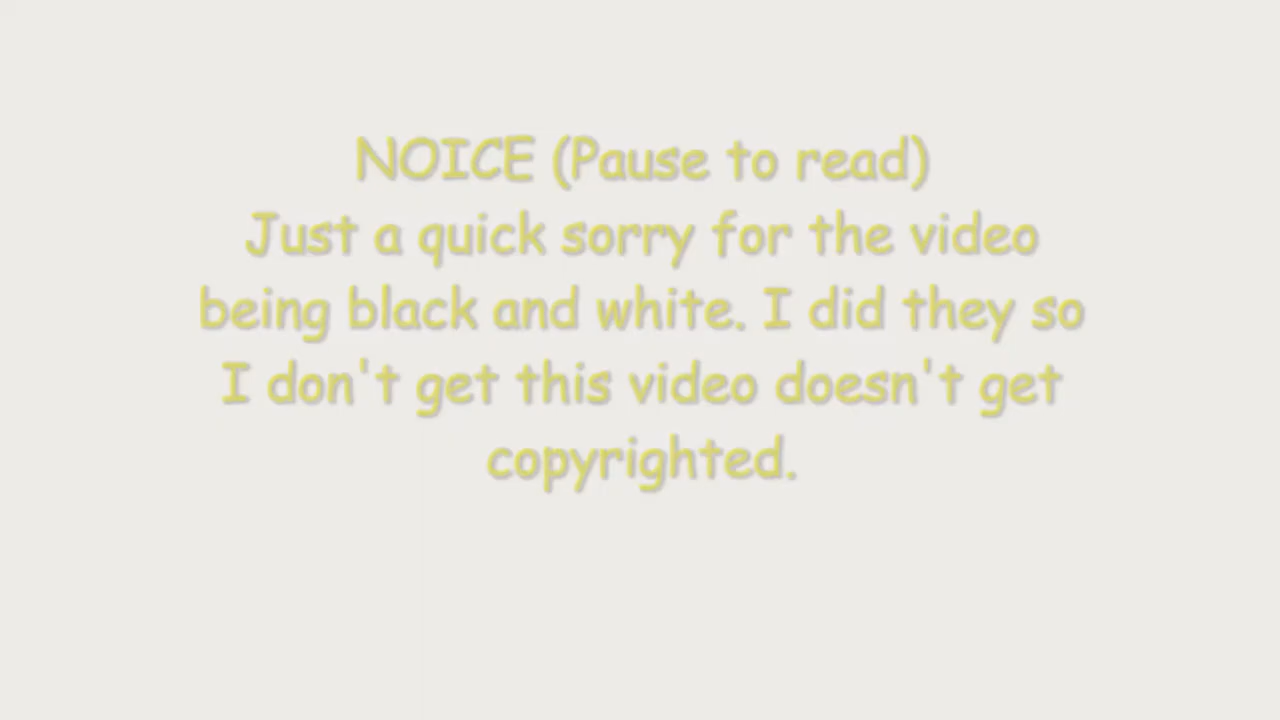 NOICE (Pause to read)
Just a quick sorry for the video
being black and white. I did they so
I don't get this video doesn't get
copyrighted.